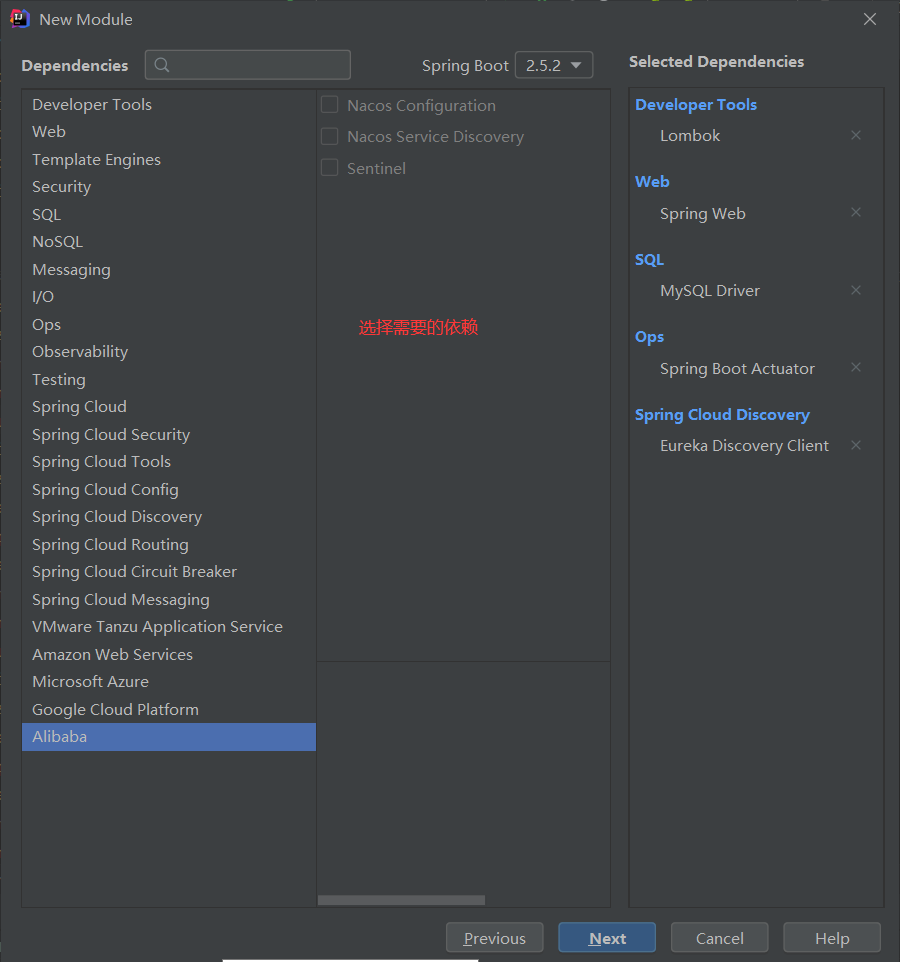 New Module
Dependencies
Spring Boot 2.5.2
Selected Dependencies
Developer Tools
Web
Template Engines
Security
SQL
NoSQL
Messaging
I/O
Ops
Observability
Testing
Spring Cloud
Spring Cloud Security
Spring Cloud Tools
Spring Cloud Config
Spring Cloud Discovery
Spring Cloud Routing
Spring Cloud Circuit Breaker
Spring Cloud Messaging
VMware Tanzu Application Service
Amazon Web Services
Microsoft Azure
Google Cloud Platform
Alibaba
Nacos Configuration
Nacos Service Discovery
Sentinel
选择需要的依赖
Developer Tools
Lombok
Web
Spring Web
SQL
MySQL Driver
Ops
Spring Boot Actuator
Spring Cloud Discovery
Eureka Discovery Client
Previous
Next
Cancel
Help